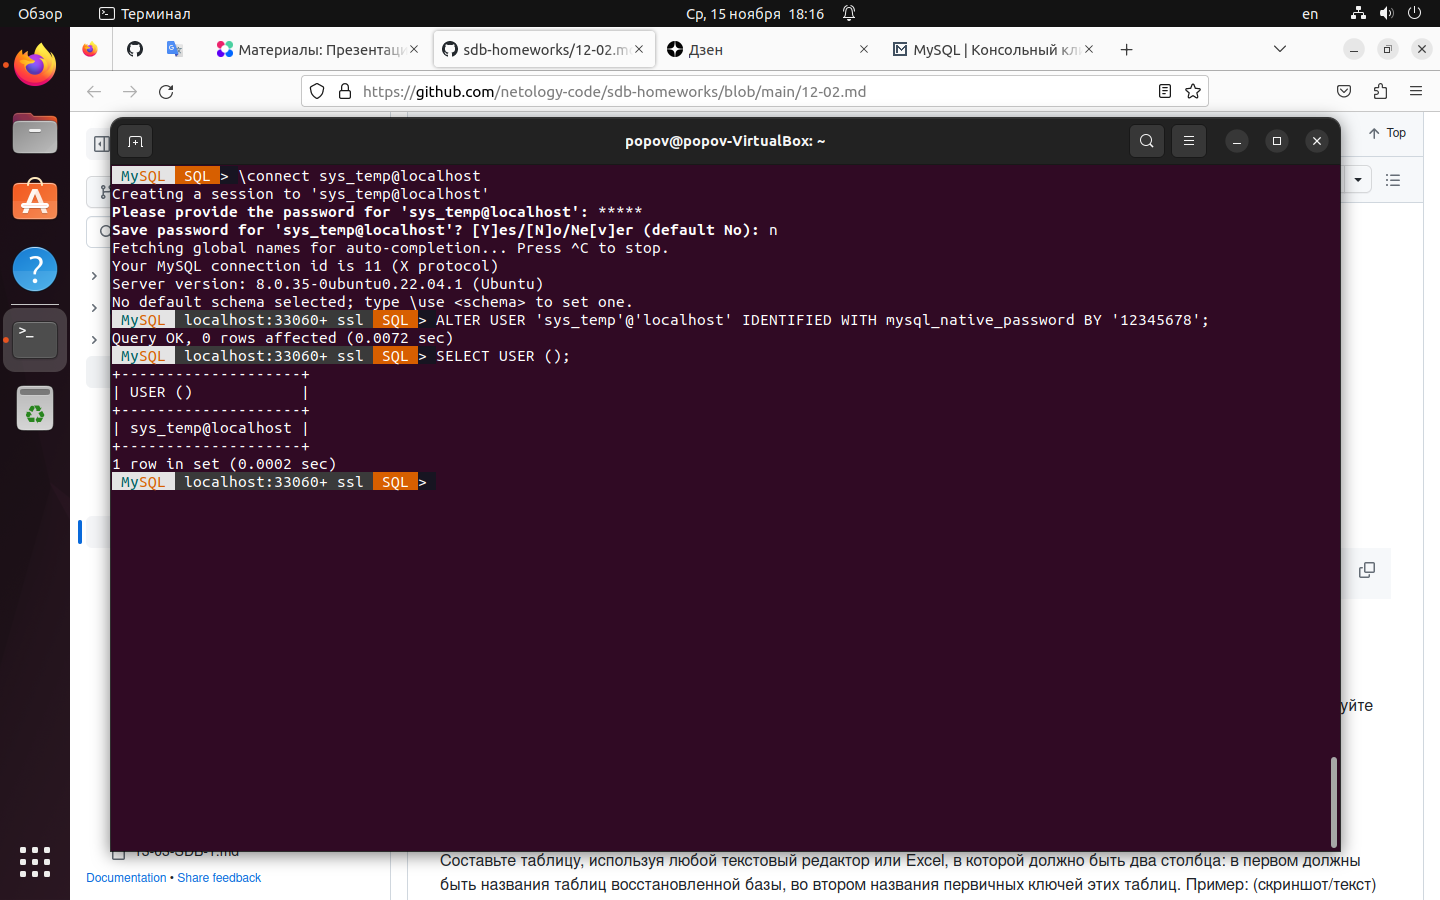 Обзор
Терминал
Ср, 15 ноября 18:16
en
Материалы: Презентаци
sdb-homeworks/12-02.m
Дзен
MySQL | Консольный кл
https://github.com/netology-code/sdb-homeworks/blob/main/12-02.md
Top
popov@popov-VirtualBox: ~
MySQL SQL > \connect sys_temp@localhost
Creating a session to 'sys_temp@localhost'
Please provide the password for 'sys_temp@localhost': *****
Save password for 'sys_temp@localhost'? [Y]es/[N]o/Ne[v]er (default No): n
Fetching global names for auto-completion... Press ^C to stop.
Your MySQL connection id is 11 (X protocol)
Server version: 8.0.35-0ubuntu0.22.04.1 (Ubuntu)
No default schema selected; type \use <schema> to set one.
MySQL localhost:33060+ ssl SQL > ALTER USER 'sys_temp'@'localhost' IDENTIFIED WITH mysql_native_password BY '12345678';
Query OK, 0 rows affected (0.0072 sec)
MySQL localhost:33060+ ssl SQL > SELECT USER ();
+--------------------+
| USER ()            |
+--------------------+
| sys_temp@localhost |
+--------------------+
1 row in set (0.0002 sec)
MySQL localhost:33060+ ssl SQL >
уйте
Documentation • Share feedback
Составьте таблицу, используя любой текстовый редактор или Excel, в которой должно быть два столбца: в первом должны
быть названия таблиц восстановленной базы, во втором названия первичных ключей этих таблиц. Пример: (скриншот/текст)